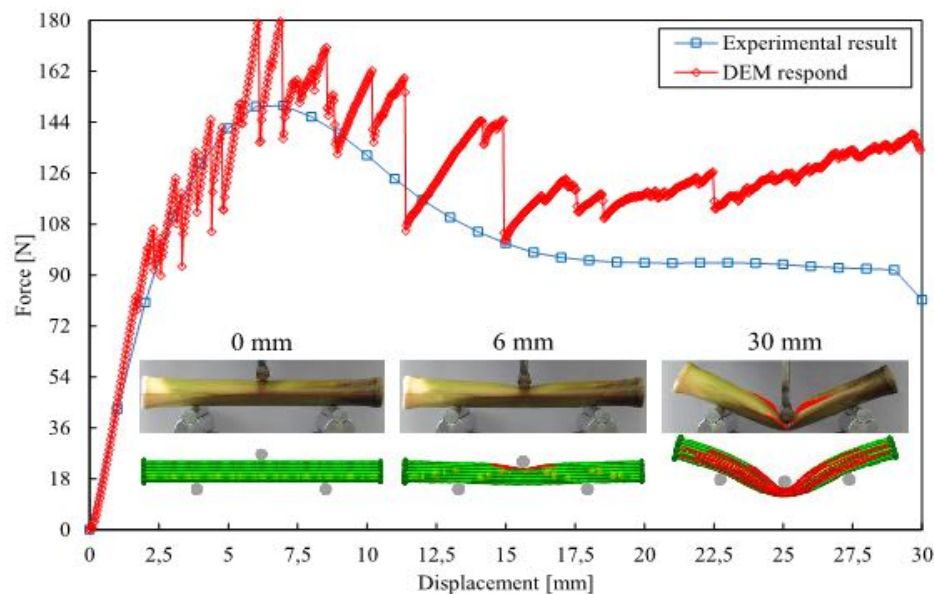 180
162
144
126
108
90
72
54
36
18
0
Force [N]
Experimental result
DEM respond
0 mm 6 mm 30 mm
0 2,5 5 7,5 10 12,5 15 17,5 20 22,5 25 27,5 30
Displacement [mm]